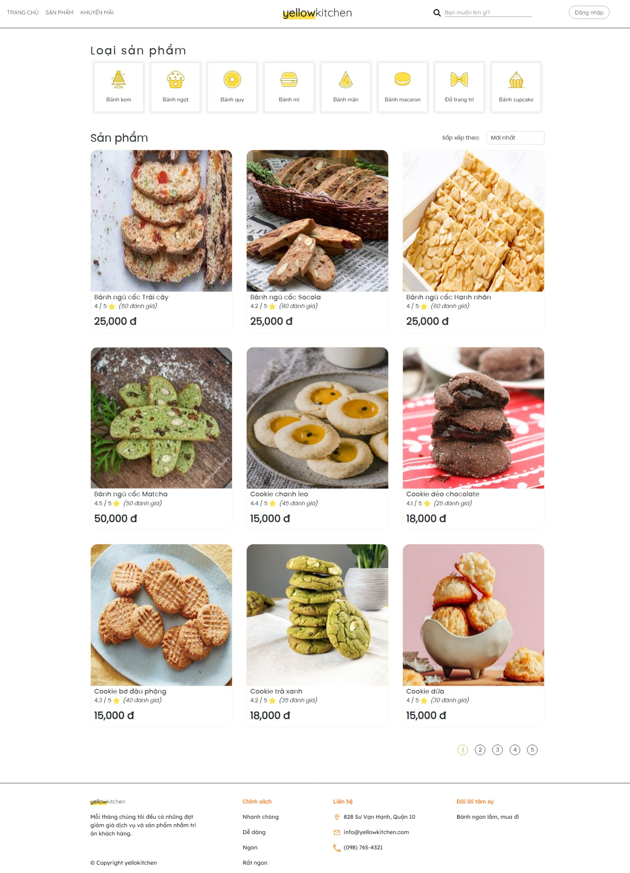 TRANG CHỦ SẢN PHẨM KHUYẾN MÃI
yellowkitchen
Bạn muốn tìm gì?
Đăng nhập
Loại sản phẩm
Bánh kem Bánh ngọt Bánh quy Bánh mì Bánh mặn Bánh macaron Đồ trang trí Bánh cupcake
Sản phẩm
Sắp xếp theo: Mới nhất
Bánh ngũ cốc Trái cây
4 / 5 (50 đánh giá)
25,000 đ
Bánh ngũ cốc Socola
4.2 / 5 (80 đánh giá)
25,000 đ
Bánh ngũ cốc Hạnh nhân
4 / 5 (60 đánh giá)
25,000 đ
Bánh ngũ cốc Matcha
4.5 / 5 (50 đánh giá)
50,000 đ
Cookie chanh leo
4.4 / 5 (45 đánh giá)
15,000 đ
Cookie dẻo chocolate
4.1 / 5 (25 đánh giá)
18,000 đ
Cookie bơ đậu phộng
4.3 / 5 (40 đánh giá)
15,000 đ
Cookie trà xanh
4.2 / 5 (35 đánh giá)
18,000 đ
Cookie dừa
4 / 5 (30 đánh giá)
15,000 đ
1 2 3 4 5
yellowkitchen
Mỗi tháng chúng tôi đều có những đợt
giảm giá dịch vụ và sản phẩm nhằm tri
ân khách hàng.
© Copyright yellokitchen
Chính sách
Nhanh chóng
Dễ dàng
Ngon
Rất ngon
Liên hệ
828 Sư Vạn Hạnh, Quận 10
info@yellowkitchen.com
(098) 765-4321
Đôi lời tâm sự
Bánh ngon lắm, mua đi